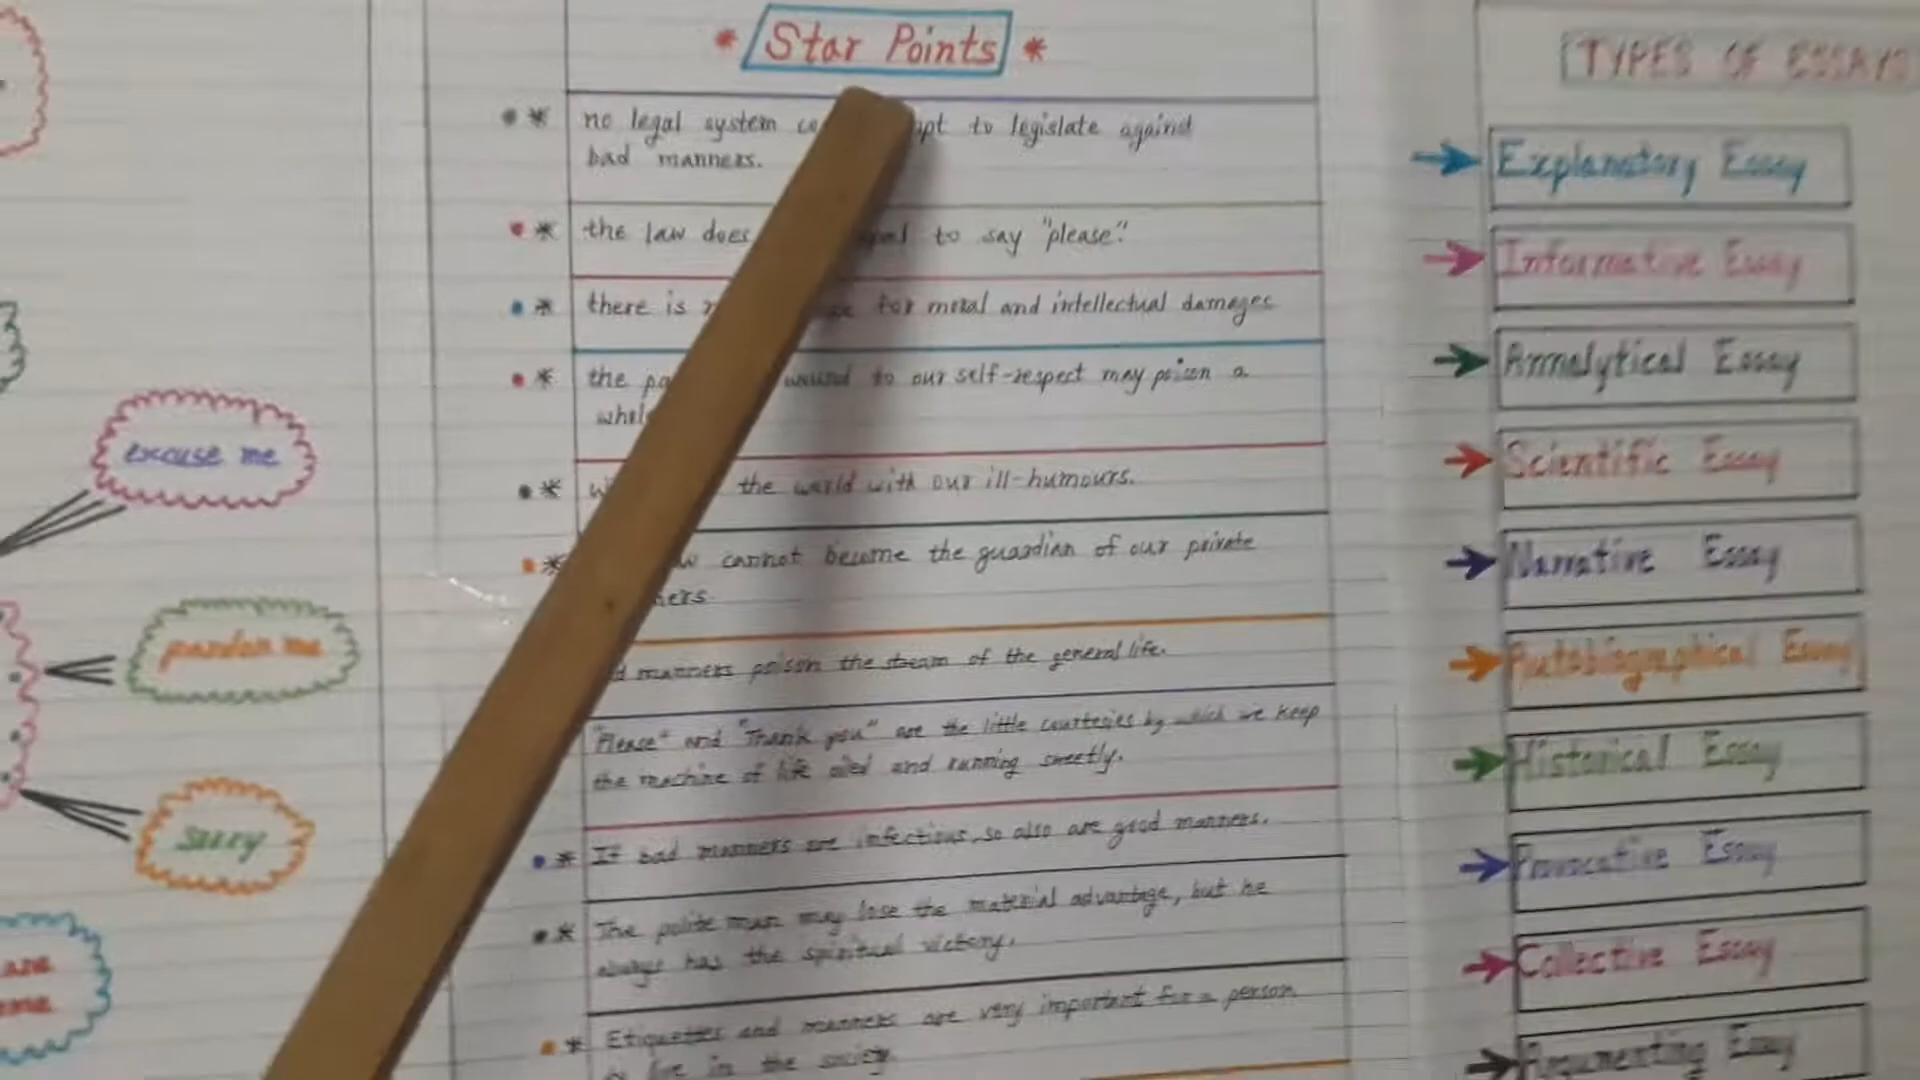 excuse me
pardon me
sorry
are
* Star Points *
* no legal system to legislate against
bad manners.
* the law does to say "please".
* there is for moral and intellectual damages
* the wound to our self-respect may poison a
* the world with our ill-humours.
* cannot become the guardian of our private
manners poison the stream of the general life.
"Please" and "Thank you" are the little courtesies by which we keep
the machine of life oiled and running sweetly.
* If bad manners are infectious, so also are good manners.
* The polite man may lose the material advantage, but he
always has the spiritual victory.
* Etiquettes and manners are very important for a person
live in the society
TYPES OF ESSAYS
Explanatory Essay
Informative Essay
Annalytical Essay
Scientific Essay
Narrative Essay
Autobiographical Essay
Historical Essay
Provocative Essay
Collective Essay
Argumenting Essay